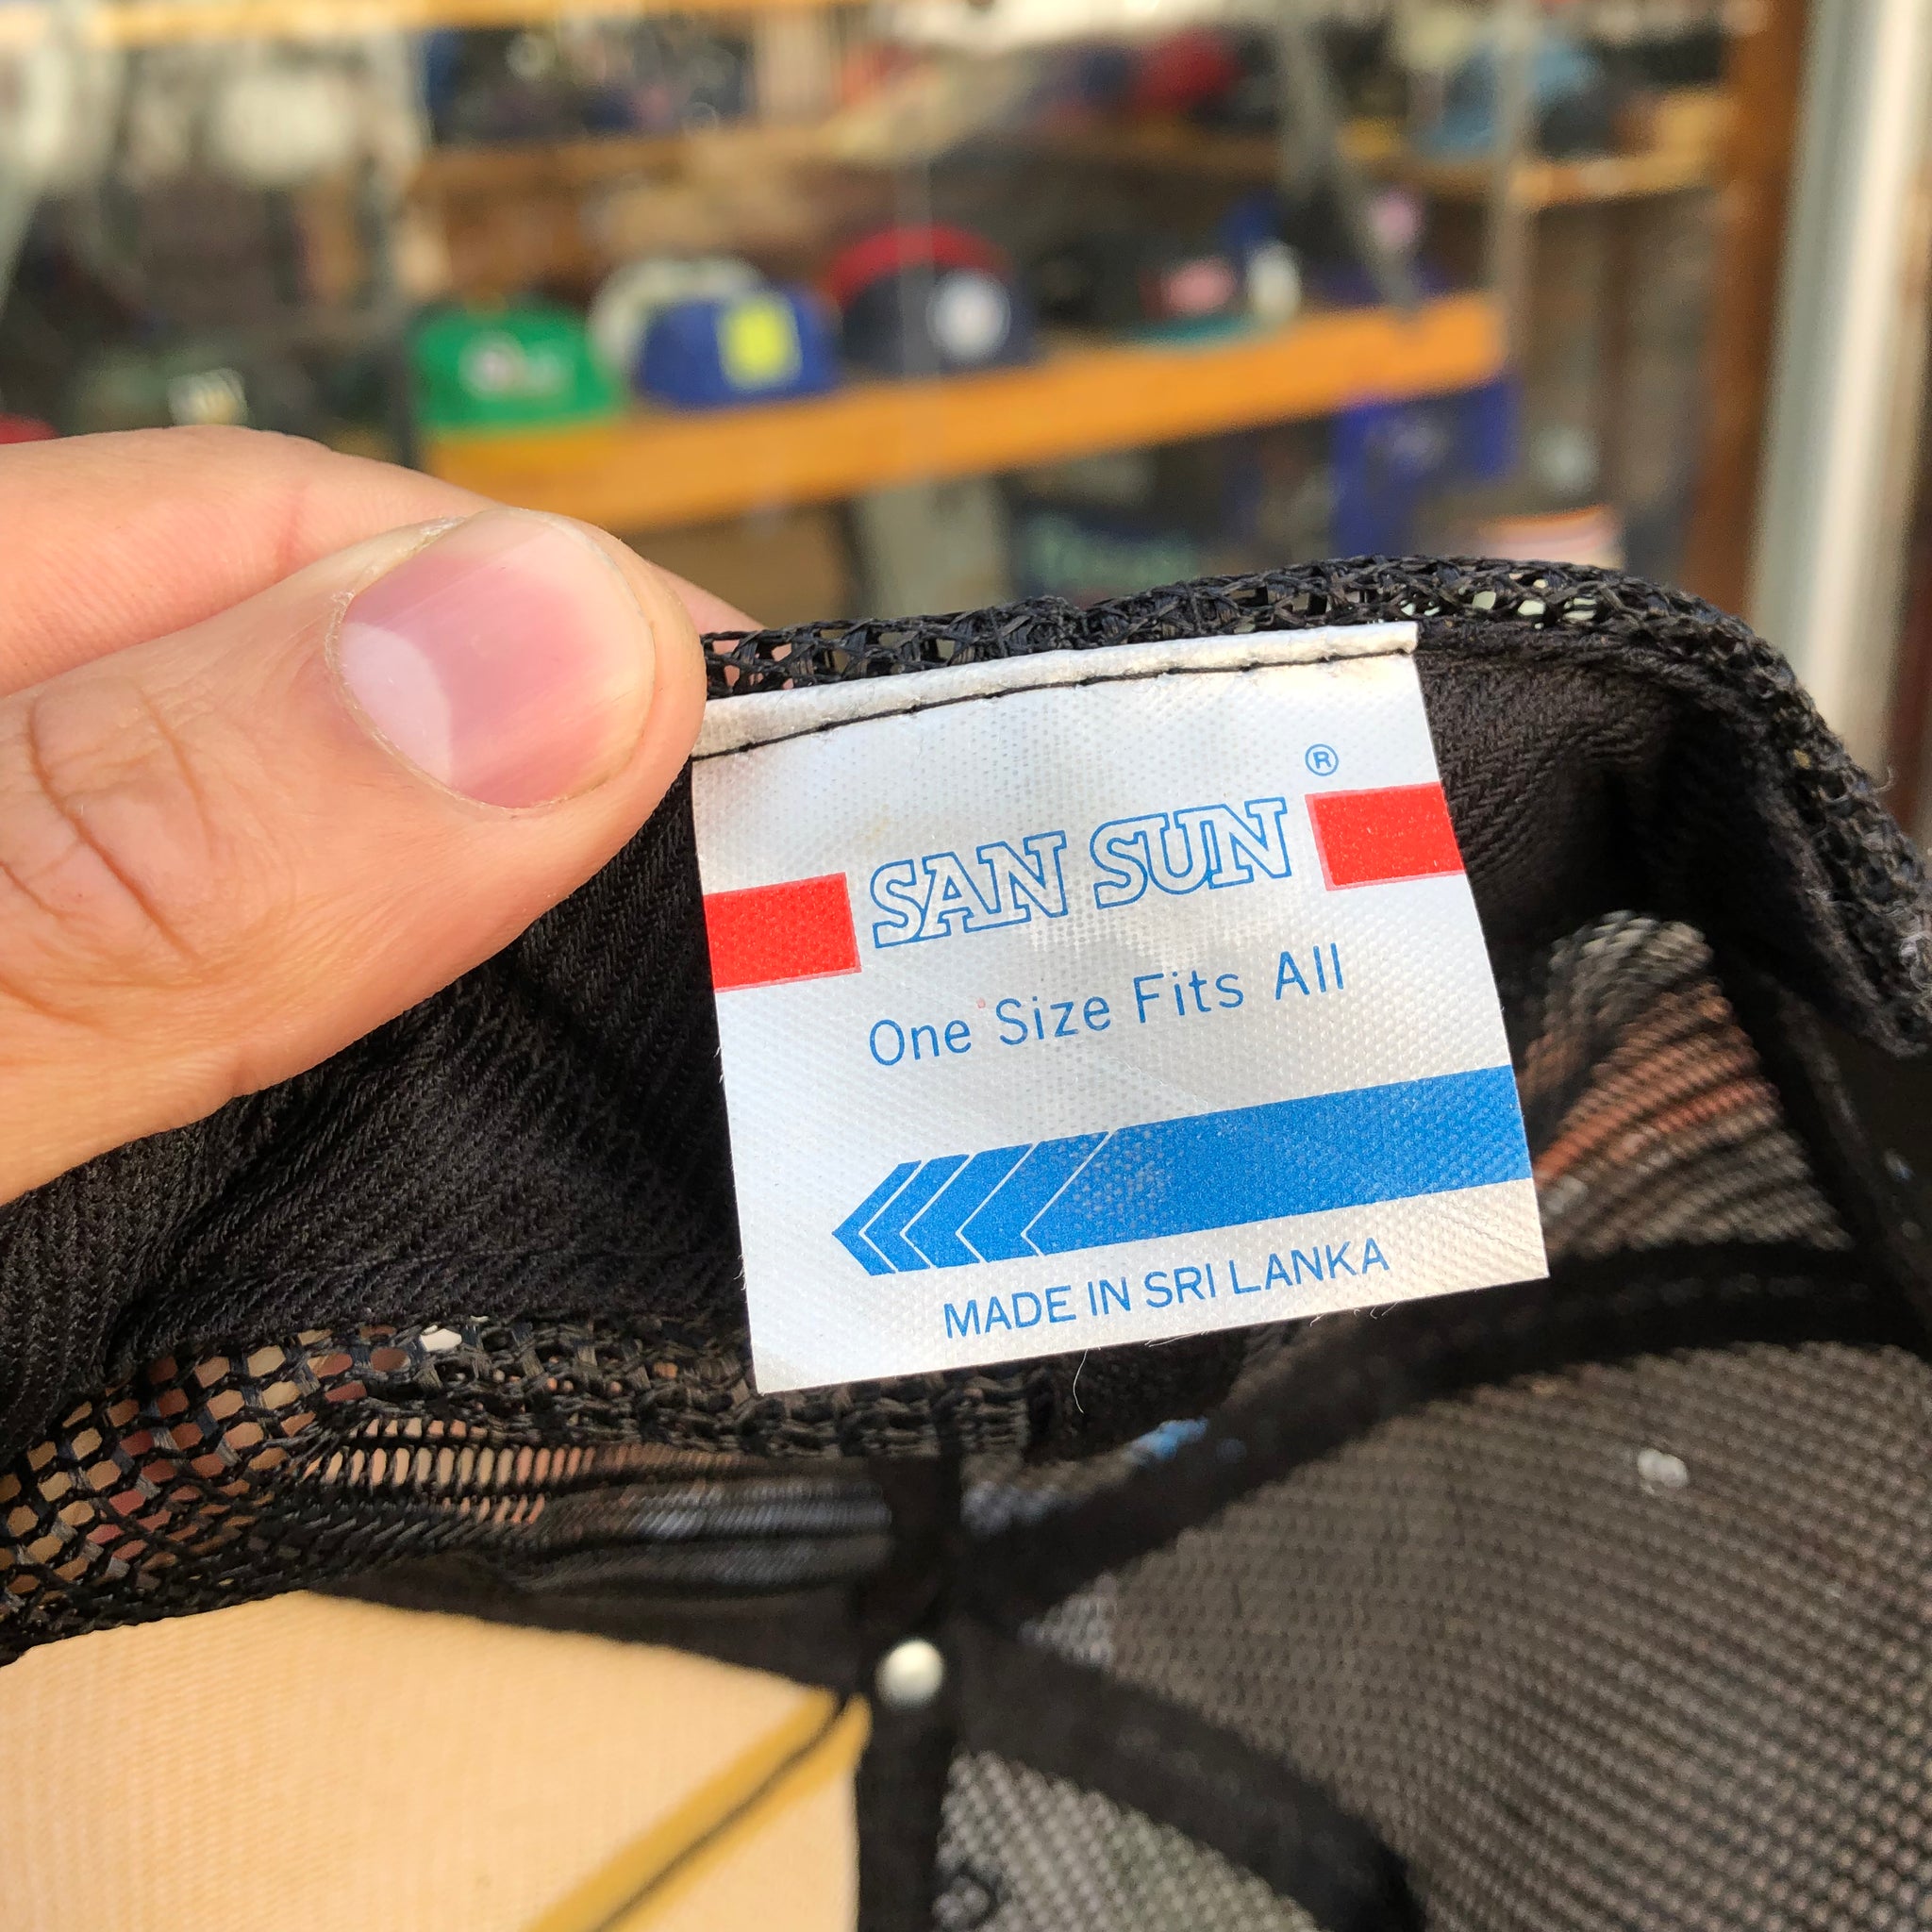 ®
SAN SUN
One Size Fits All
MADE IN SRI LANKA